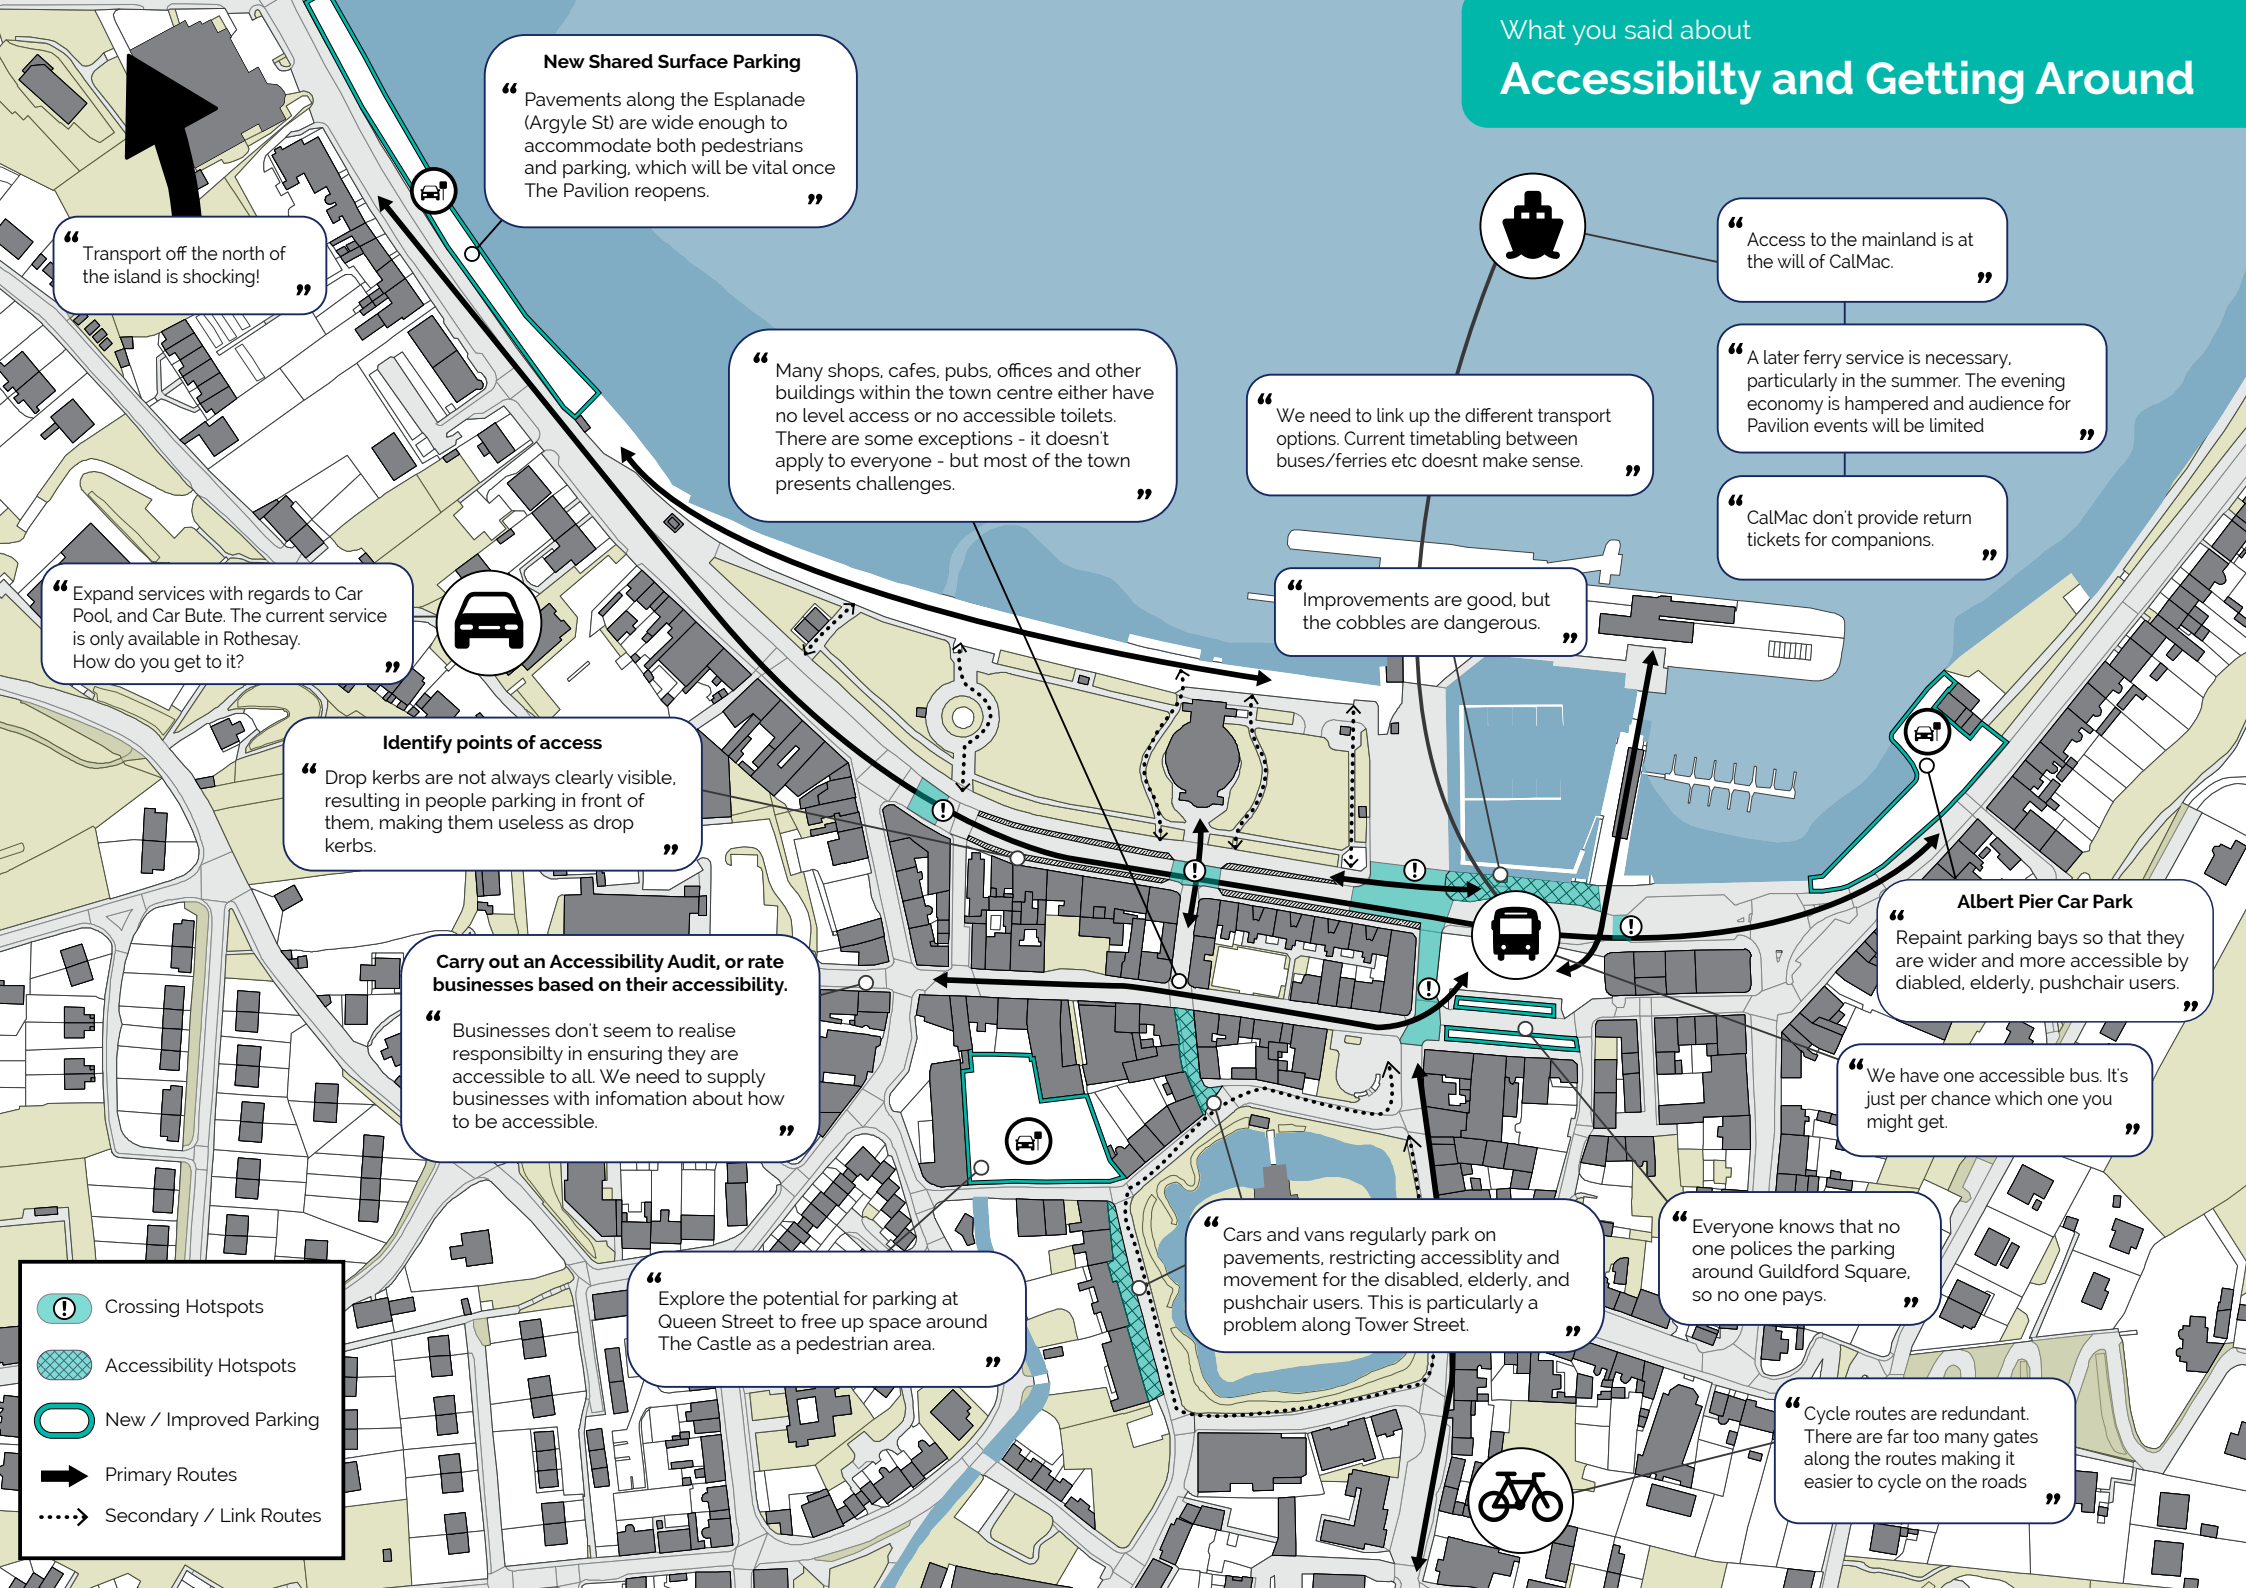 What you said about
Accessibilty and Getting Around
New Shared Surface Parking
“ Pavements along the Esplanade
(Argyle St) are wide enough to
accommodate both pedestrians
and parking, which will be vital once
The Pavilion reopens. ”
“ Transport off the north of
the island is shocking! ”
“ Access to the mainland is at
the will of CalMac. ”
“ A later ferry service is necessary,
particularly in the summer. The evening
economy is hampered and audience for
Pavilion events will be limited ”
“ CalMac don't provide return
tickets for companions. ”
“ Many shops, cafes, pubs, offices and other
buildings within the town centre either have
no level access or no accessible toilets.
There are some exceptions - it doesn't
apply to everyone - but most of the town
presents challenges. ”
“ We need to link up the different transport
options. Current timetabling between
buses/ferries etc doesnt make sense. ”
“ Improvements are good, but
the cobbles are dangerous. ”
“ Expand services with regards to Car
Pool, and Car Bute. The current service
is only available in Rothesay.
How do you get to it? ”
Identify points of access
“ Drop kerbs are not always clearly visible,
resulting in people parking in front of
them, making them useless as drop
kerbs. ”
Carry out an Accessibility Audit, or rate
businesses based on their accessibility.
“ Businesses don't seem to realise
responsibilty in ensuring they are
accessible to all. We need to supply
businesses with infomation about how
to be accessible. ”
Albert Pier Car Park
“ Repaint parking bays so that they
are wider and more accessible by
diabled, elderly, pushchair users. ”
“ We have one accessible bus. It's
just per chance which one you
might get. ”
“ Everyone knows that no
one polices the parking
around Guildford Square,
so no one pays. ”
“ Cars and vans regularly park on
pavements, restricting accessiblity and
movement for the disabled, elderly, and
pushchair users. This is particularly a
problem along Tower Street. ”
“ Explore the potential for parking at
Queen Street to free up space around
The Castle as a pedestrian area. ”
“ Cycle routes are redundant.
There are far too many gates
along the routes making it
easier to cycle on the roads ”
Crossing Hotspots
Accessibility Hotspots
New / Improved Parking
Primary Routes
Secondary / Link Routes